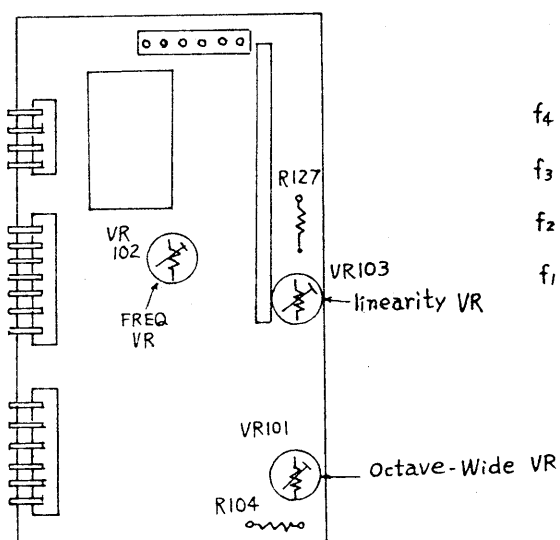 f4
f3
R127
f2
VR
102
f1
VR103
linearity VR
FREQ
VR
VR101
Octave-Wide VR
R104